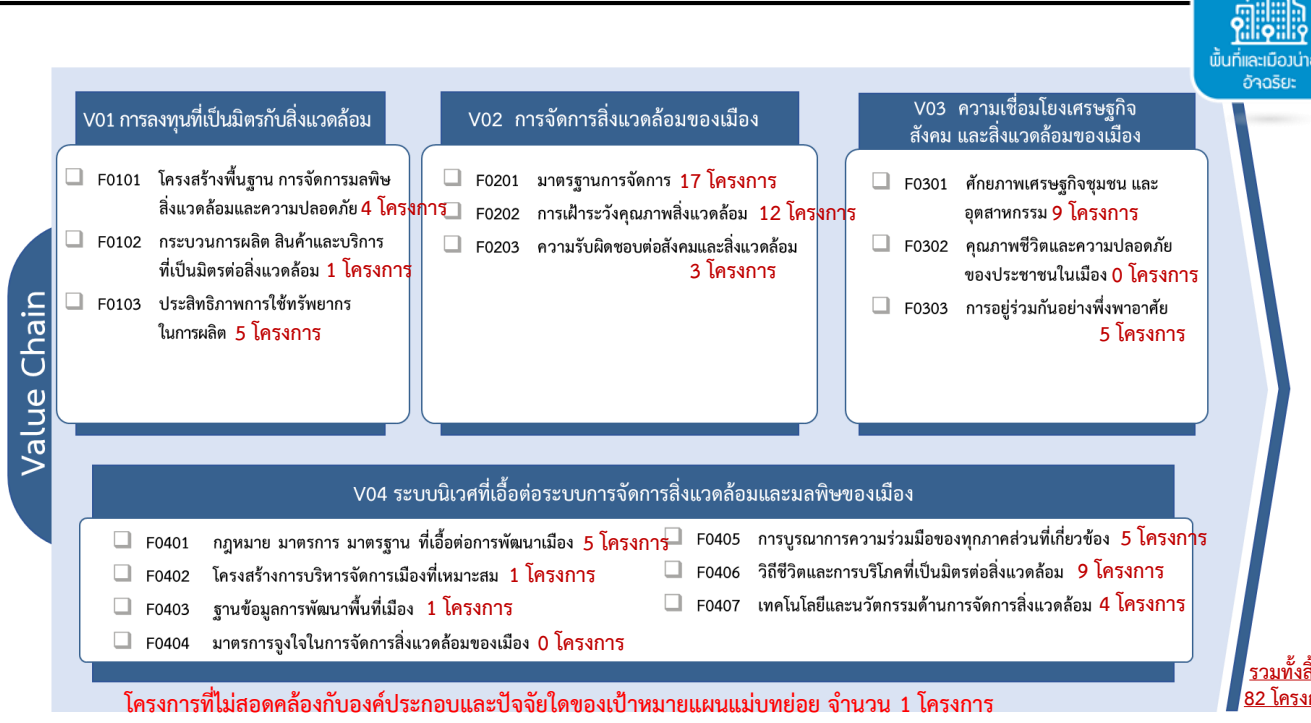 พื้นที่และเมืองน่า
อัจฉริยะ
V01 การลงทุนที่เป็นมิตรกับสิ่งแวดล้อม
F0101 โครงสร้างพื้นฐาน การจัดการมลพิษ
สิ่งแวดล้อมและความปลอดภัย 4 โครงการ
F0102 กระบวนการผลิต สินค้าและบริการ
ที่เป็นมิตรต่อสิ่งแวดล้อม 1 โครงการ
F0103 ประสิทธิภาพการใช้ทรัพยากร
ในการผลิต 5 โครงการ
V02 การจัดการสิ่งแวดล้อมของเมือง
F0201 มาตรฐานการจัดการ 17 โครงการ
F0202 การเฝ้าระวังคุณภาพสิ่งแวดล้อม 12 โครงการ
F0203 ความรับผิดชอบต่อสังคมและสิ่งแวดล้อม
3 โครงการ
V03 ความเชื่อมโยงเศรษฐกิจ
สังคม และสิ่งแวดล้อมของเมือง
F0301 ศักยภาพเศรษฐกิจชุมชน และ
อุตสาหกรรม 9 โครงการ
F0302 คุณภาพชีวิตและความปลอดภัย
ของประชาชนในเมือง 0 โครงการ
F0303 การอยู่ร่วมกันอย่างพึ่งพาอาศัย
5 โครงการ
Value Chain
V04 ระบบนิเวศที่เอื้อต่อระบบการจัดการสิ่งแวดล้อมและมลพิษของเมือง
F0401 กฎหมาย มาตรการ มาตรฐาน ที่เอื้อต่อการพัฒนาเมือง 5 โครงการ
F0402 โครงสร้างการบริหารจัดการเมืองที่เหมาะสม 1 โครงการ
F0403 ฐานข้อมูลการพัฒนาพื้นที่เมือง 1 โครงการ
F0404 มาตรการจูงใจในการจัดการสิ่งแวดล้อมของเมือง 0 โครงการ
F0405 การบูรณาการความร่วมมือของทุกภาคส่วนที่เกี่ยวข้อง 5 โครงการ
F0406 วิถีชีวิตและการบริโภคที่เป็นมิตรต่อสิ่งแวดล้อม 9 โครงการ
F0407 เทคโนโลยีและนวัตกรรมด้านการจัดการสิ่งแวดล้อม 4 โครงการ
โครงการที่ไม่สอดคล้องกับองค์ประกอบและปัจจัยใดของเป้าหมายแผนแม่บทย่อย จำนวน 1 โครงการ
รวมทั้งสิ้
82 โครง